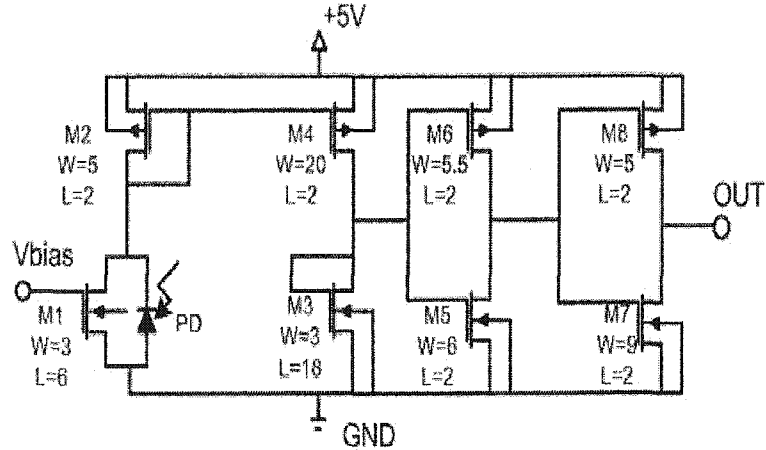 +5V
M2
W=5
L=2
M4
W=20
L=2
M6
W=5.5
L=2
M8
W=5
L=2
OUT
Vbias
M1
W=3
L=6
PD
M3
W=3
L=18
M5
W=6
L=2
M7
W=9
L=2
GND